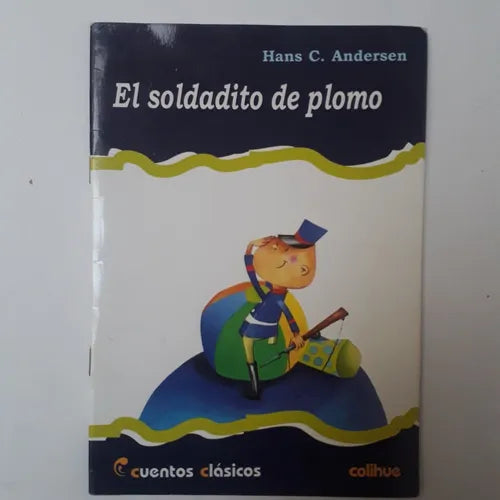 Hans C. Andersen
El soldadito de plomo
cuentos clásicos
colihue